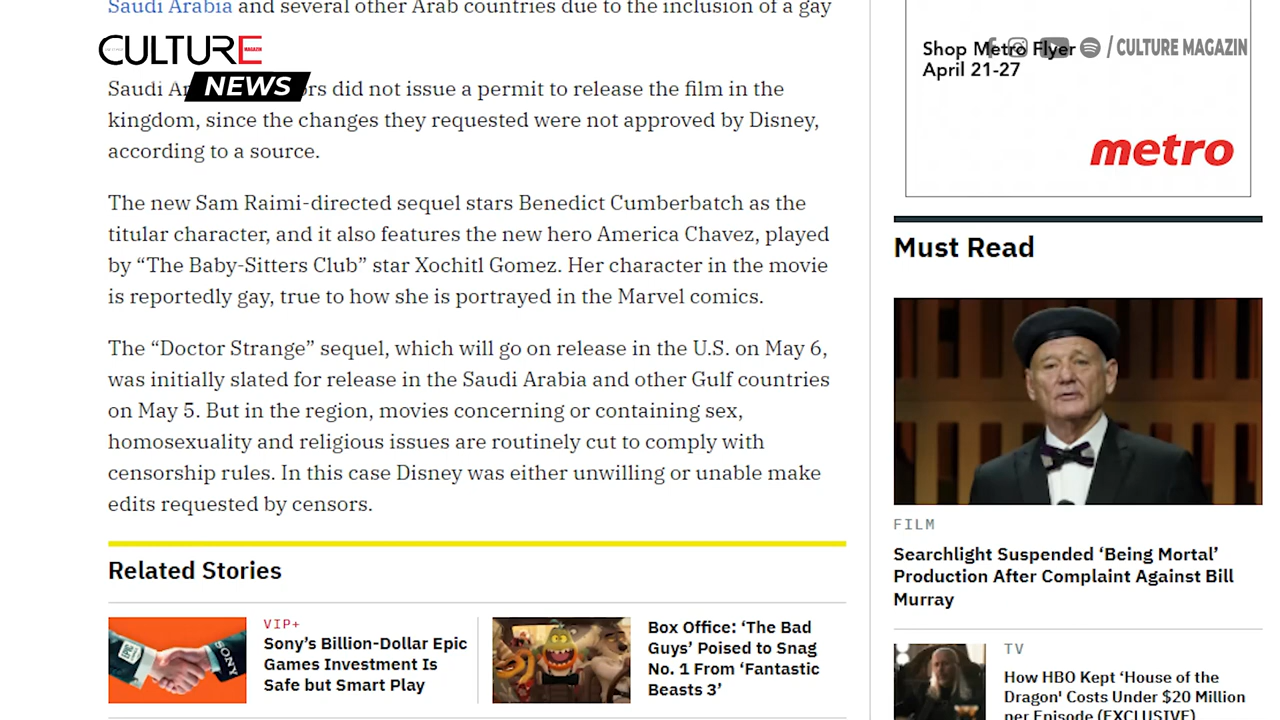 Saudi Arabia and several other Arab countries due to the inclusion of a gay
CULTURE
MAGAZIN
NEWS
Saudi Ar rs did not issue a permit to release the film in the
kingdom, since the changes they requested were not approved by Disney,
according to a source.
The new Sam Raimi-directed sequel stars Benedict Cumberbatch as the
titular character, and it also features the new hero America Chavez, played
by “The Baby-Sitters Club” star Xochitl Gomez. Her character in the movie
is reportedly gay, true to how she is portrayed in the Marvel comics.
The “Doctor Strange” sequel, which will go on release in the U.S. on May 6,
was initially slated for release in the Saudi Arabia and other Gulf countries
on May 5. But in the region, movies concerning or containing sex,
homosexuality and religious issues are routinely cut to comply with
censorship rules. In this case Disney was either unwilling or unable make
edits requested by censors.
Related Stories
VIP+
Sony’s Billion-Dollar Epic
Games Investment Is
Safe but Smart Play
SONY
Box Office: ‘The Bad
Guys’ Poised to Snag
No. 1 From ‘Fantastic
Beasts 3’
Shop Metro Flyer
April 21-27
/ CULTURE MAGAZIN
metro
Must Read
FILM
Searchlight Suspended ‘Being Mortal’
Production After Complaint Against Bill
Murray
TV
How HBO Kept ‘House of the
Dragon' Costs Under $20 Million
per Episode (EXCLUSIVE)